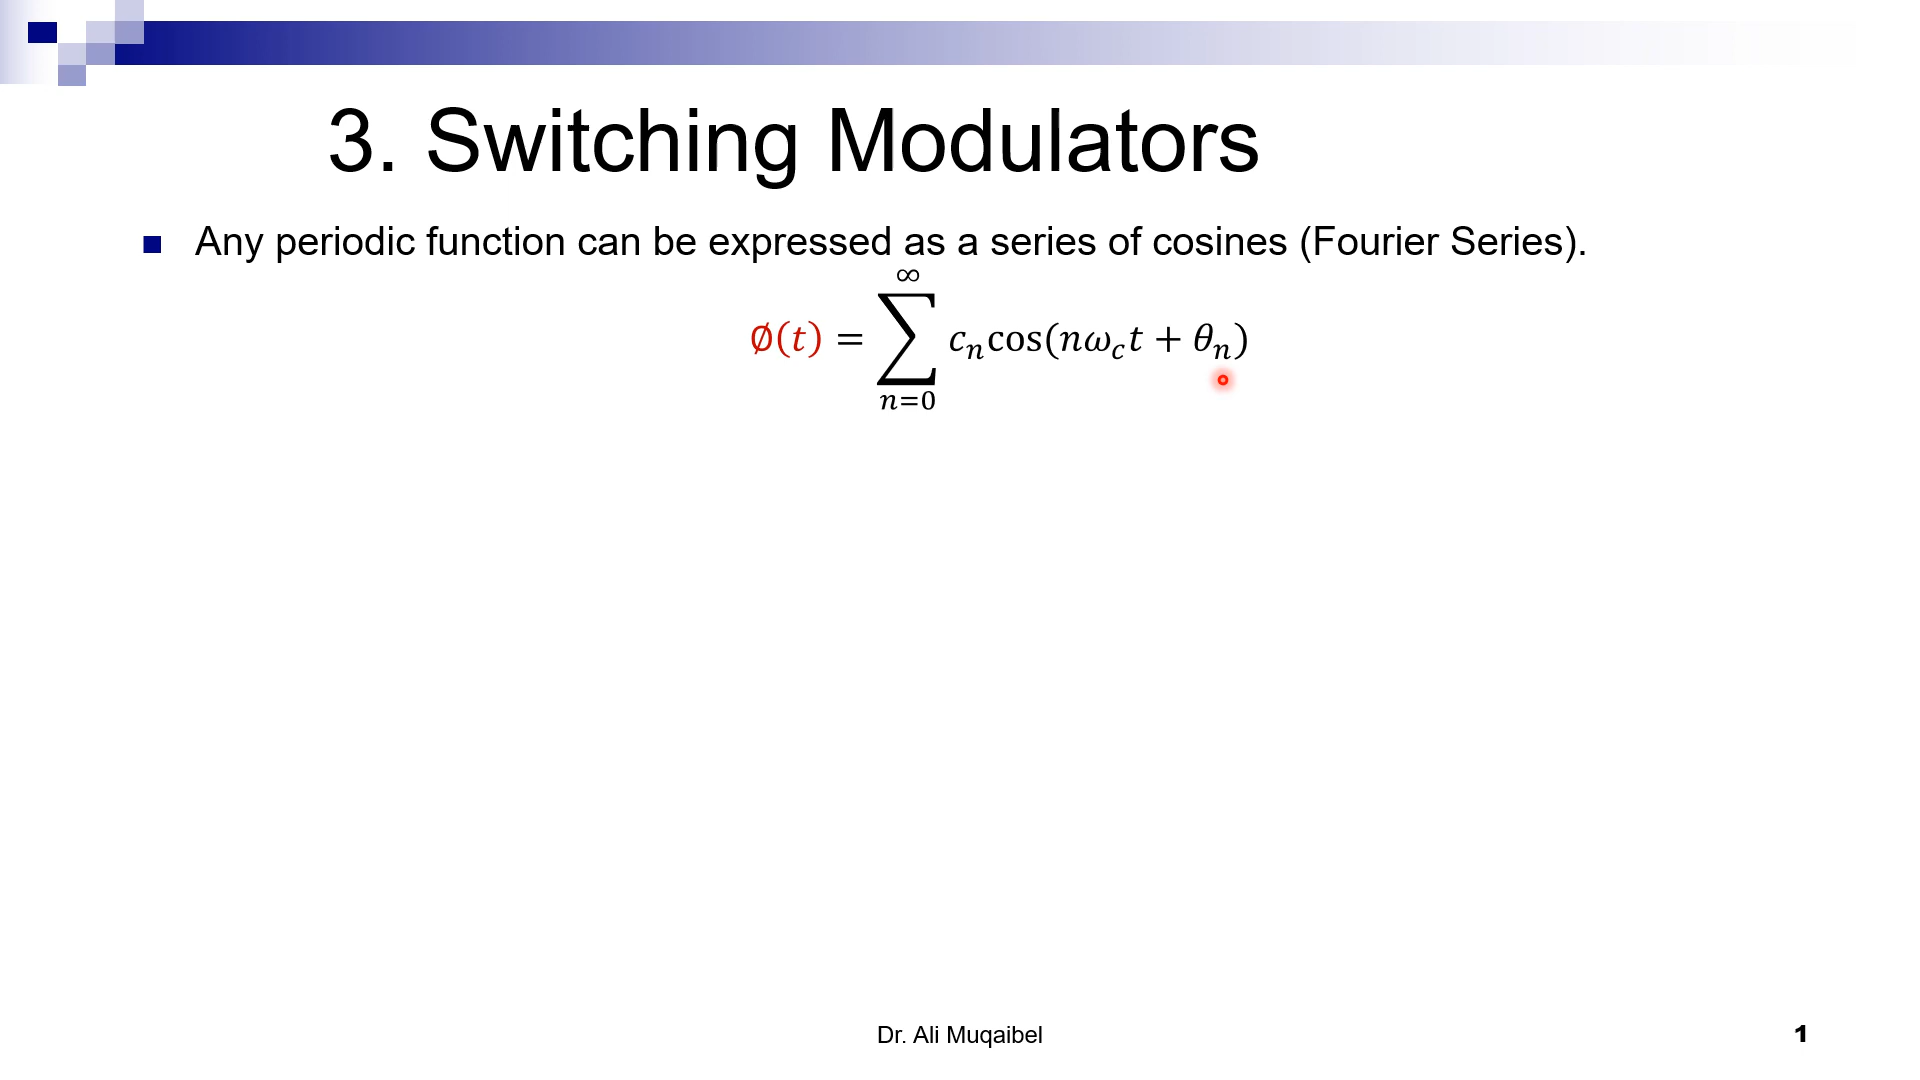 3. Switching Modulators
Any periodic function can be expressed as a series of cosines (Fourier Series).
∅(t) = ∑_{n=0}^{∞} c_n cos(nω_c t + θ_n)
Dr. Ali Muqaibel
1